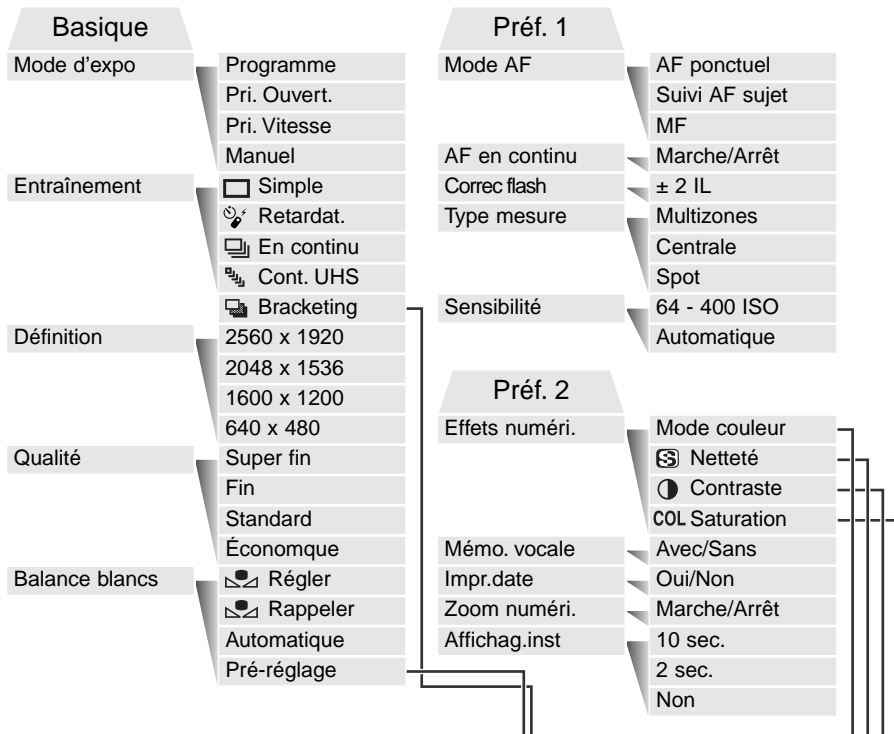 Basique
Mode d'expo
Programme
Pri. Ouvert.
Pri. Vitesse
Manuel
Entraînement
Simple
Retardat.
En continu
Cont. UHS
Bracketing
Définition
2560 x 1920
2048 x 1536
1600 x 1200
640 x 480
Qualité
Super fin
Fin
Standard
Économque
Balance blancs
Régler
Rappeler
Automatique
Pré-réglage
Préf. 1
Mode AF
AF ponctuel
Suivi AF sujet
MF
AF en continu
Marche/Arrêt
Correc flash
± 2 IL
Type mesure
Multizones
Centrale
Spot
Sensibilité
64 - 400 ISO
Automatique
Préf. 2
Effets numéri.
Mode couleur
S Netteté
Contraste
COL Saturation
Mémo. vocale
Avec/Sans
Impr.date
Oui/Non
Zoom numéri.
Marche/Arrêt
Affichag.inst
10 sec.
2 sec.
Non